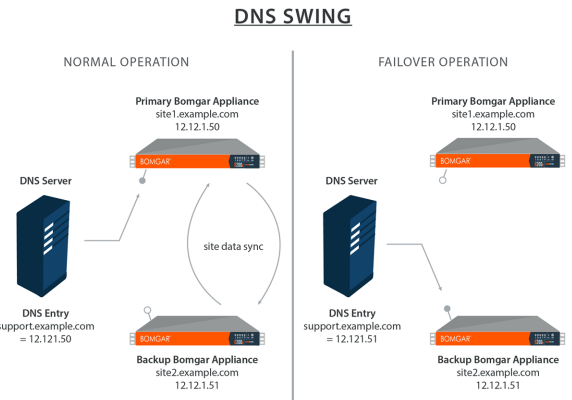 DNS SWING
NORMAL OPERATION
Primary Bomgar Appliance
site1.example.com
12.12.1.50
BOMGAR
DNS Server
site data sync
DNS Entry
support.example.com
= 12.121.50
BOMGAR
Backup Bomgar Appliance
site2.example.com
12.12.1.51
FAILOVER OPERATION
Primary Bomgar Appliance
site1.example.com
12.12.1.50
BOMGAR
DNS Server
DNS Entry
support.example.com
= 12.121.51
BOMGAR
Backup Bomgar Appliance
site2.example.com
12.12.1.51